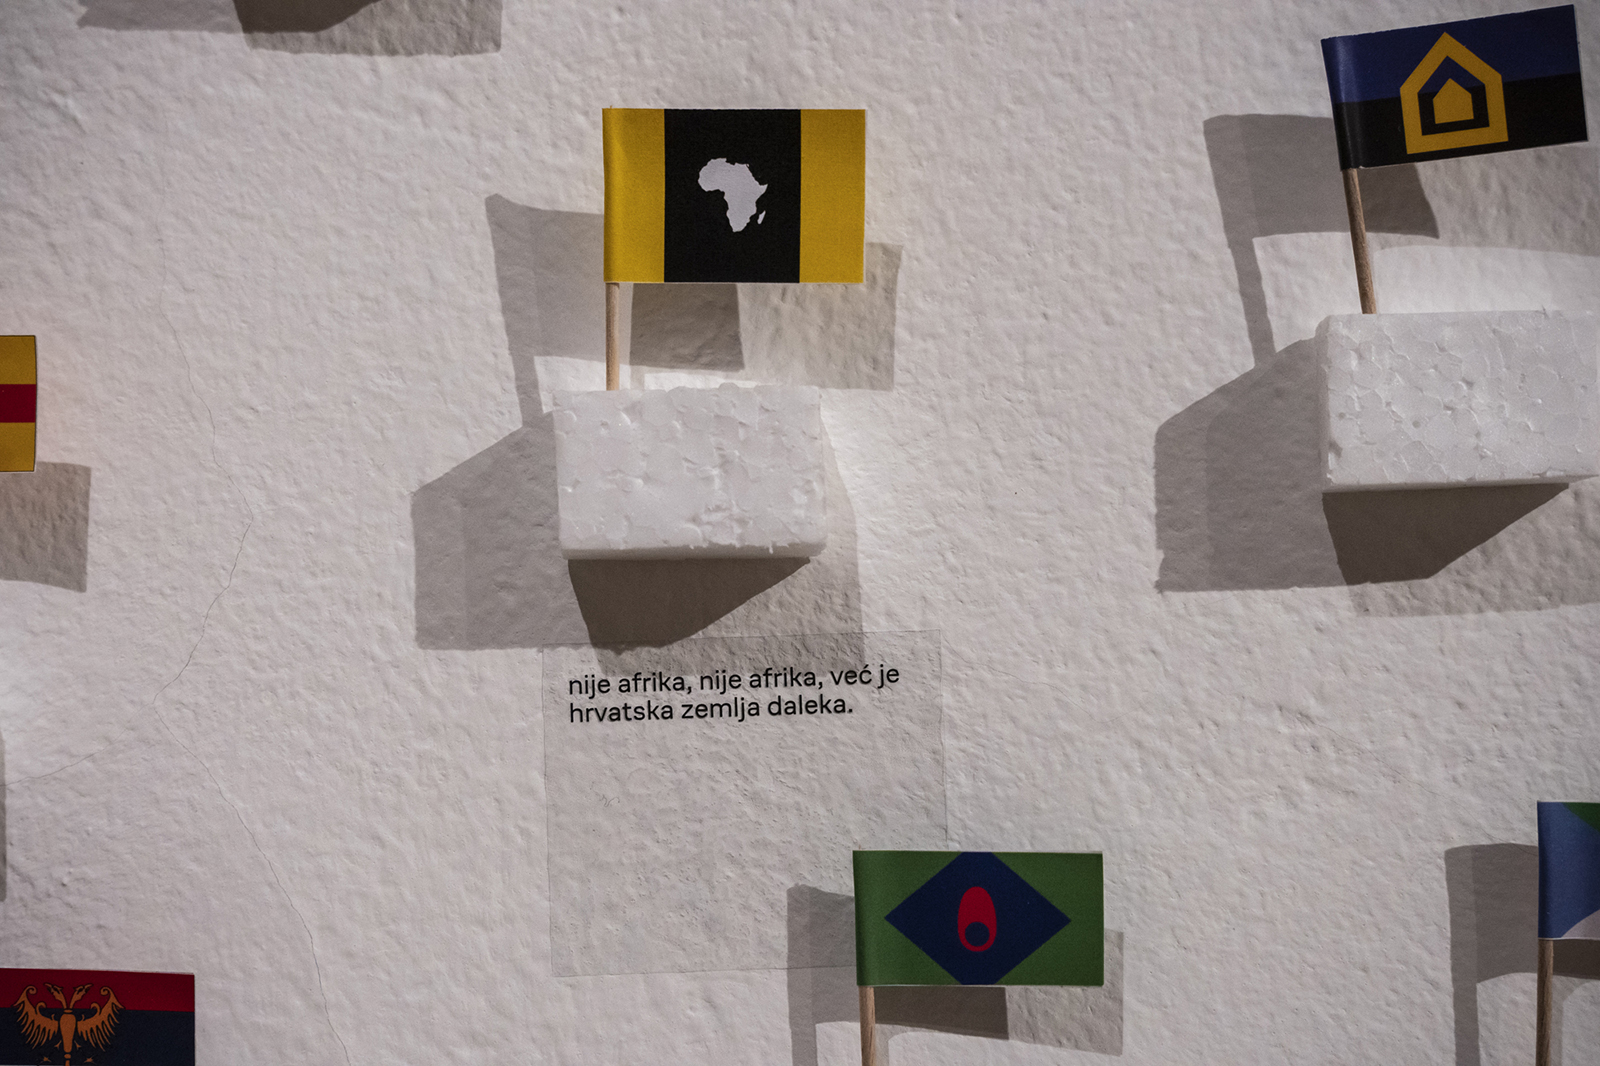 nije afrika, nije afrika, već je
hrvatska zemlja daleka.